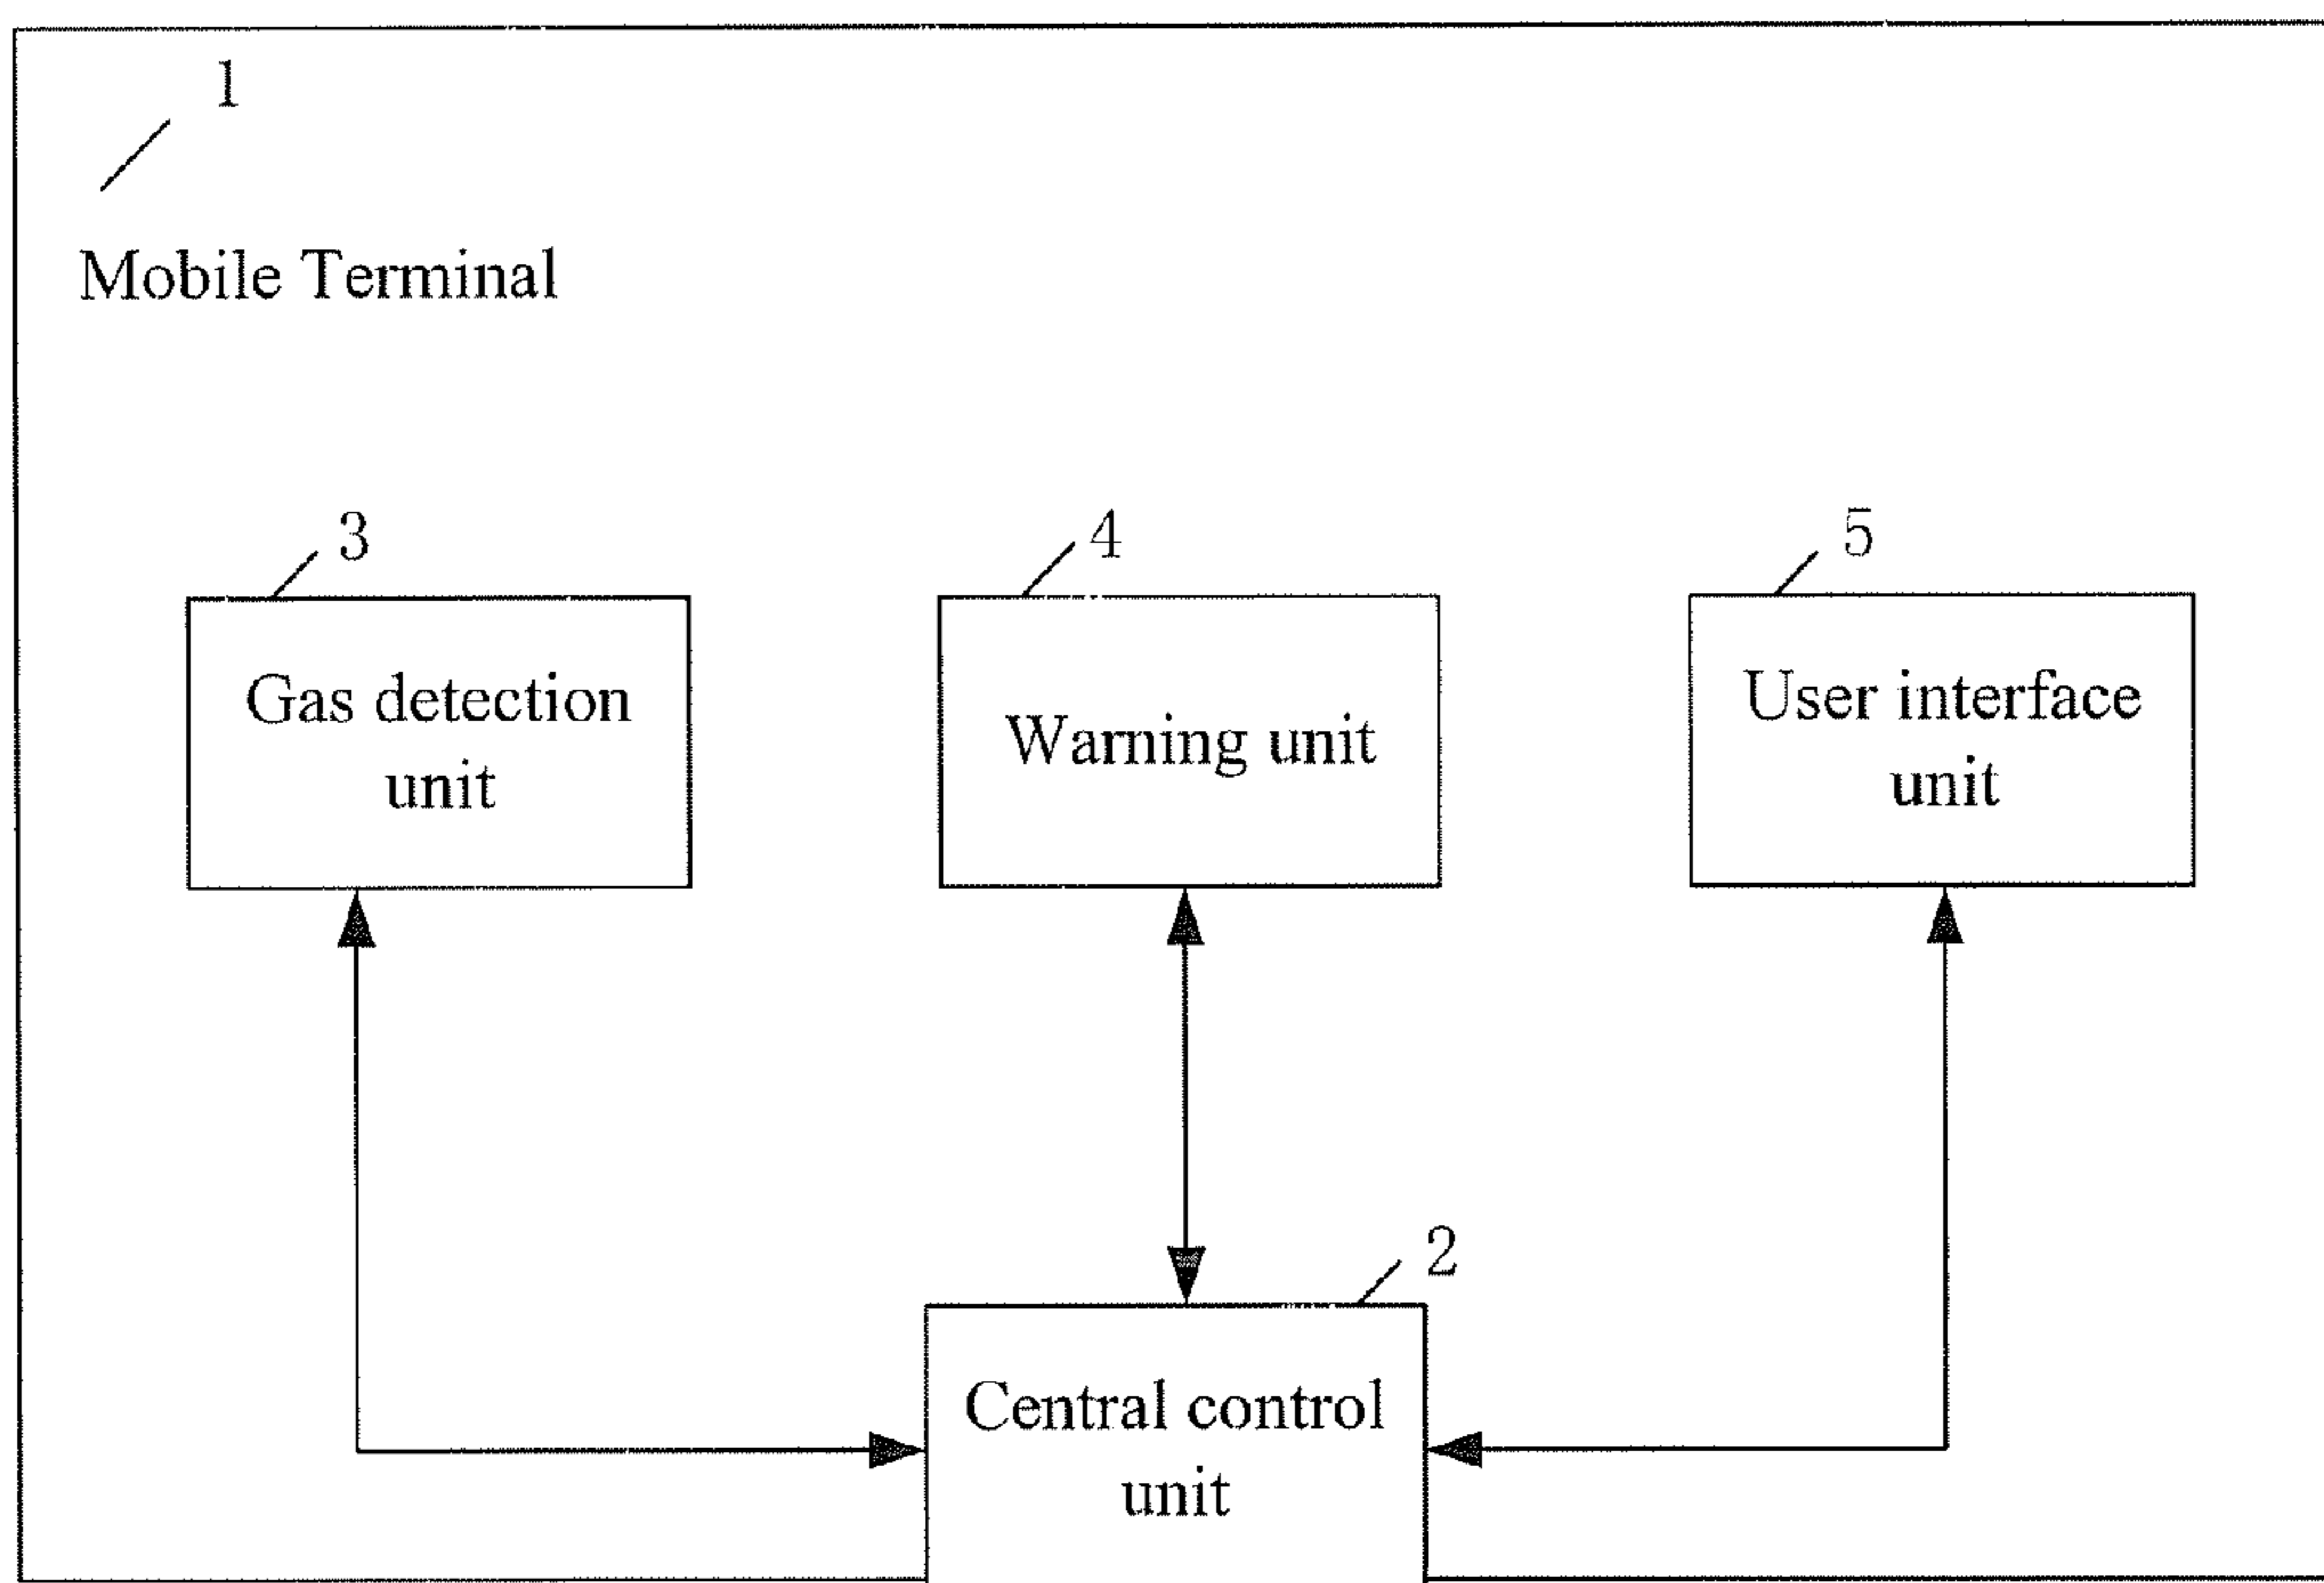 1
Mobile Terminal
3
4
5
Gas detection
unit
Warning unit
User interface
unit
2
Central control
unit